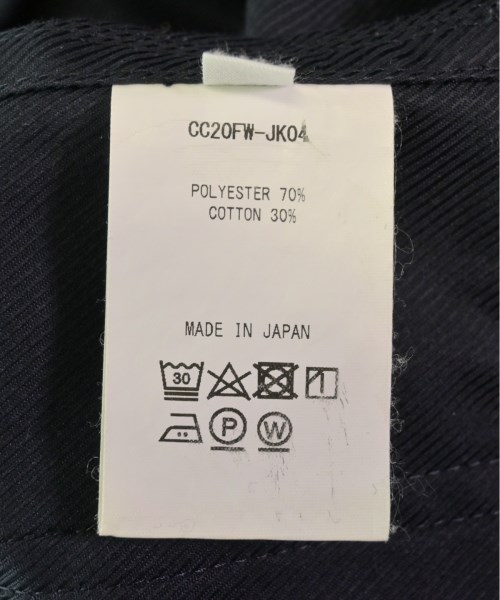 CC20FW-JK04
POLYESTER 70%
COTTON 30%
MADE IN JAPAN
30
P W